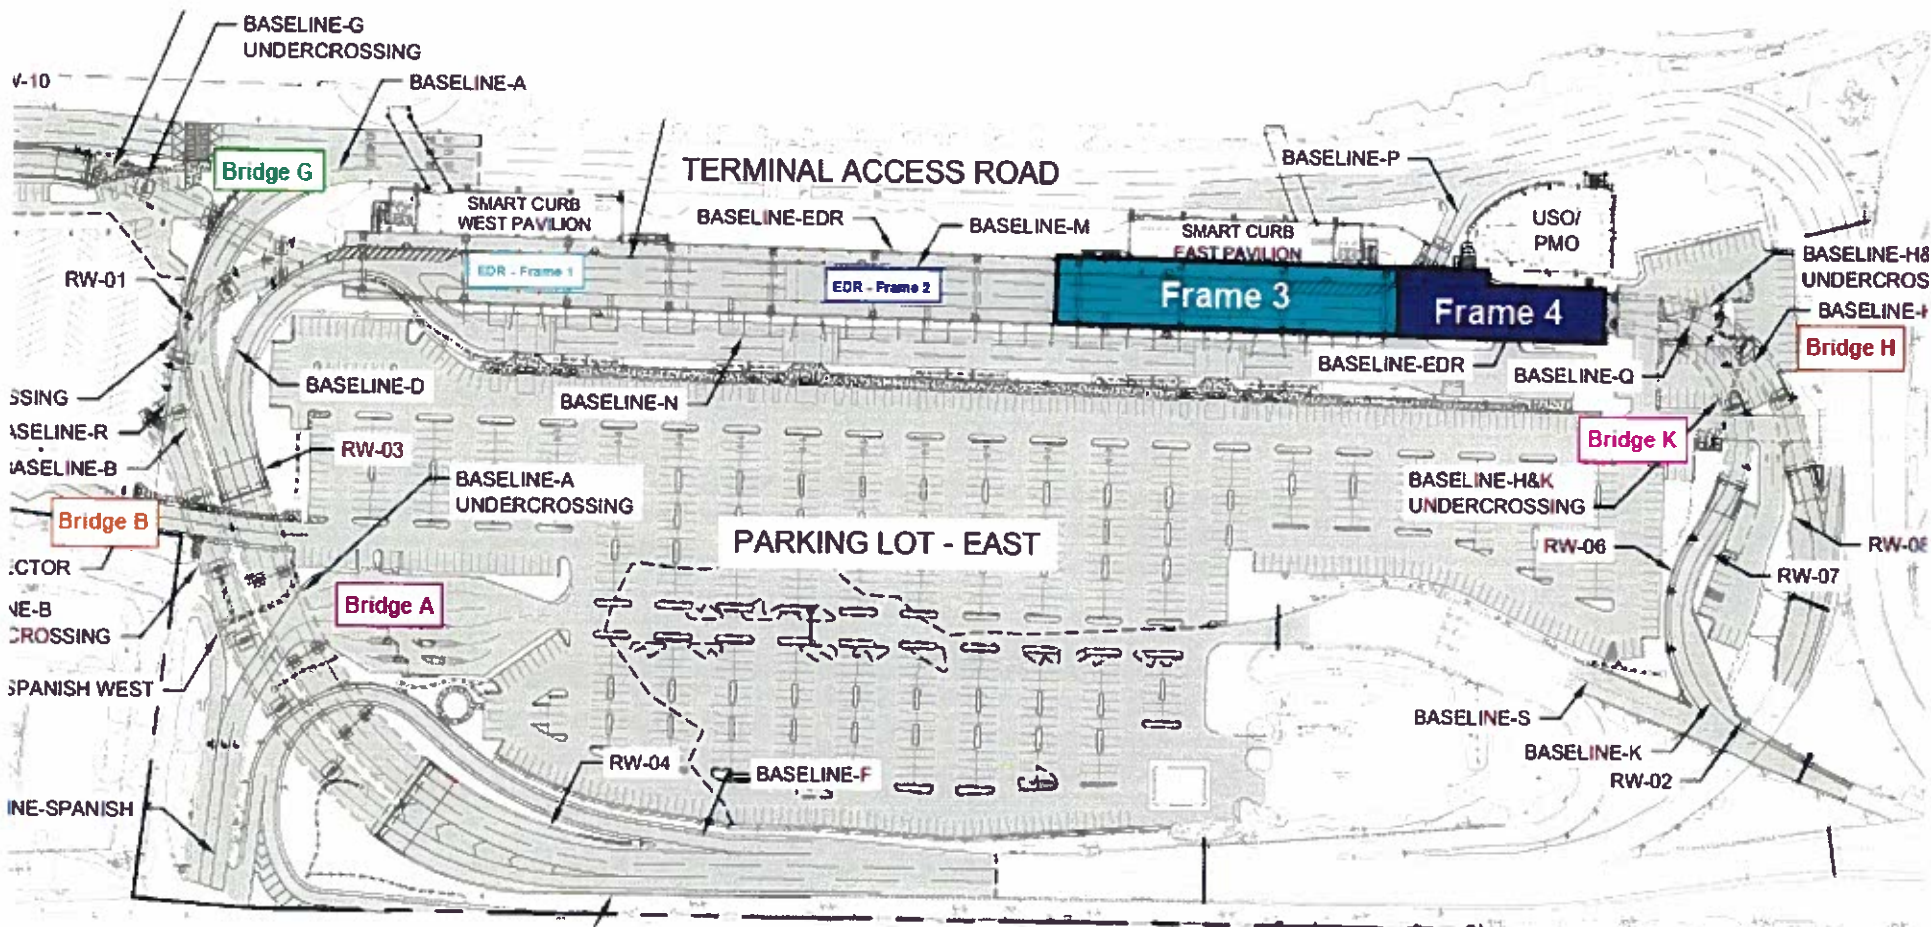 BASELINE-G
UNDERCROSSING
BASELINE-A
V-10
Bridge G
TERMINAL ACCESS ROAD
BASELINE-P
SMART CURB
WEST PAVILION
BASELINE-EDR
BASELINE-M
SMART CURB
EAST PAVILION
USO/
PMO
BASELINE-H&
UNDERCROS
RW-01
EDR - Frame 1
EDR - Frame 2
Frame 3
Frame 4
BASELINE-
Bridge H
BASELINE-D
BASELINE-EDR
BASELINE-Q
SSING
BASELINE-N
ASELINE-R
Bridge K
RW-03
ASELINE-B
BASELINE-A
UNDERCROSSING
BASELINE-H&K
UNDERCROSSING
Bridge B
PARKING LOT - EAST
RW-06
RW-08
ECTOR
RW-07
Bridge A
NE-B
CROSSING
SPANISH WEST
BASELINE-S
BASELINE-K
RW-04
BASELINE-F
RW-02
INE-SPANISH